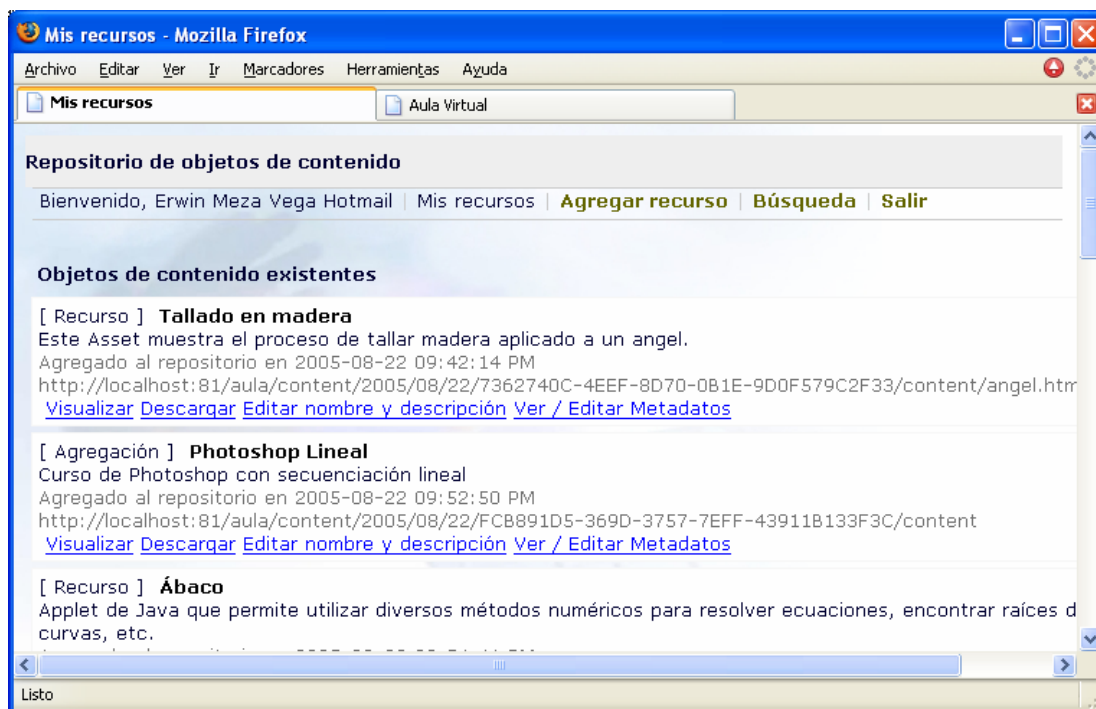 Mis recursos - Mozilla Firefox
Archivo Editar Ver Ir Marcadores Herramientas Ayuda
Mis recursos Aula Virtual
Repositorio de objetos de contenido
Bienvenido, Erwin Meza Vega Hotmail | Mis recursos | Agregar recurso | Búsqueda | Salir
Objetos de contenido existentes
[ Recurso ] Tallado en madera
Este Asset muestra el proceso de tallar madera aplicado a un angel.
Agregado al repositorio en 2005-08-22 09:42:14 PM
http://localhost:81/aula/content/2005/08/22/7362740C-4EEF-8D70-0B1E-9D0F579C2F33/content/angel.htm
Visualizar Descargar Editar nombre y descripción Ver / Editar Metadatos
[ Agregación ] Photoshop Lineal
Curso de Photoshop con secuenciación lineal
Agregado al repositorio en 2005-08-22 09:52:50 PM
http://localhost:81/aula/content/2005/08/22/FCB891D5-369D-3757-7EFF-43911B133F3C/content
Visualizar Descargar Editar nombre y descripción Ver / Editar Metadatos
[ Recurso ] Ábaco
Applet de Java que permite utilizar diversos métodos numéricos para resolver ecuaciones, encontrar raíces d
curvas, etc.
Listo